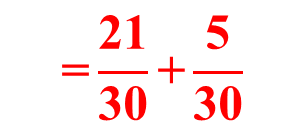 = 21/30 + 5/30